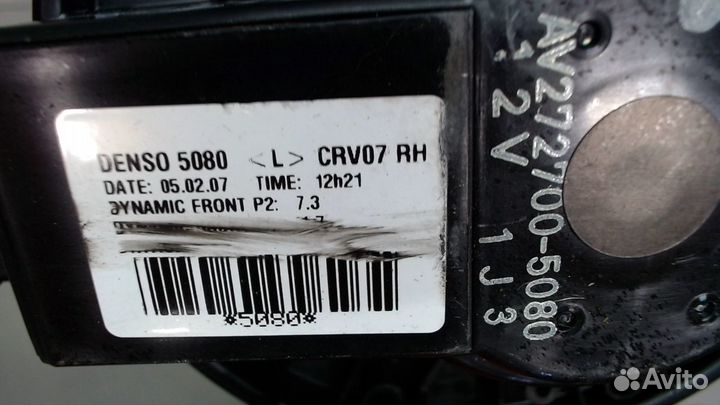 DENSO 5080 <L> CRV07 RH
DATE: 05.02.07 TIME: 12h21
DYNAMIC FRONT P2: 7.3
*5080*
AV272700-5080
12V
1J3
Avito